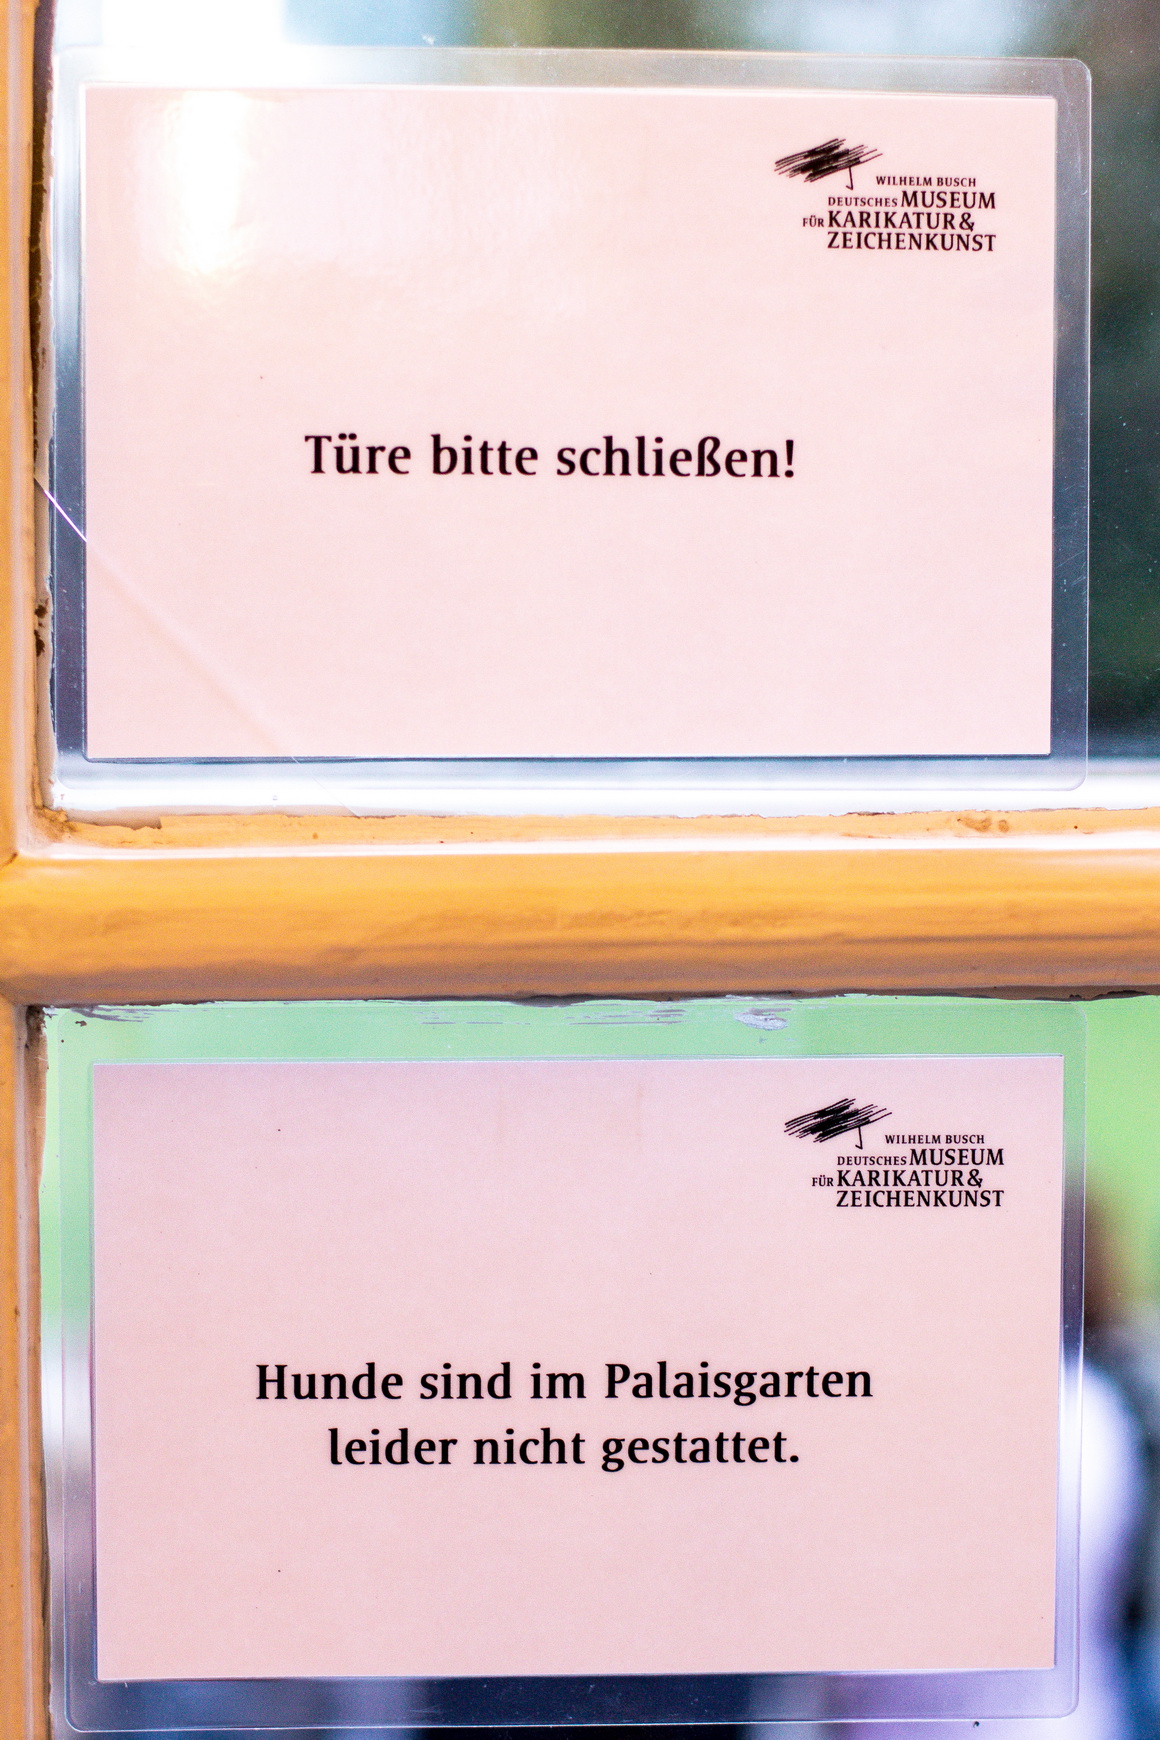 WILHELM BUSCH
DEUTSCHES MUSEUM
FÜR KARIKATUR &
ZEICHENKUNST
Türe bitte schließen!
WILHELM BUSCH
DEUTSCHES MUSEUM
FÜR KARIKATUR &
ZEICHENKUNST
Hunde sind im Palaisgarten
leider nicht gestattet.